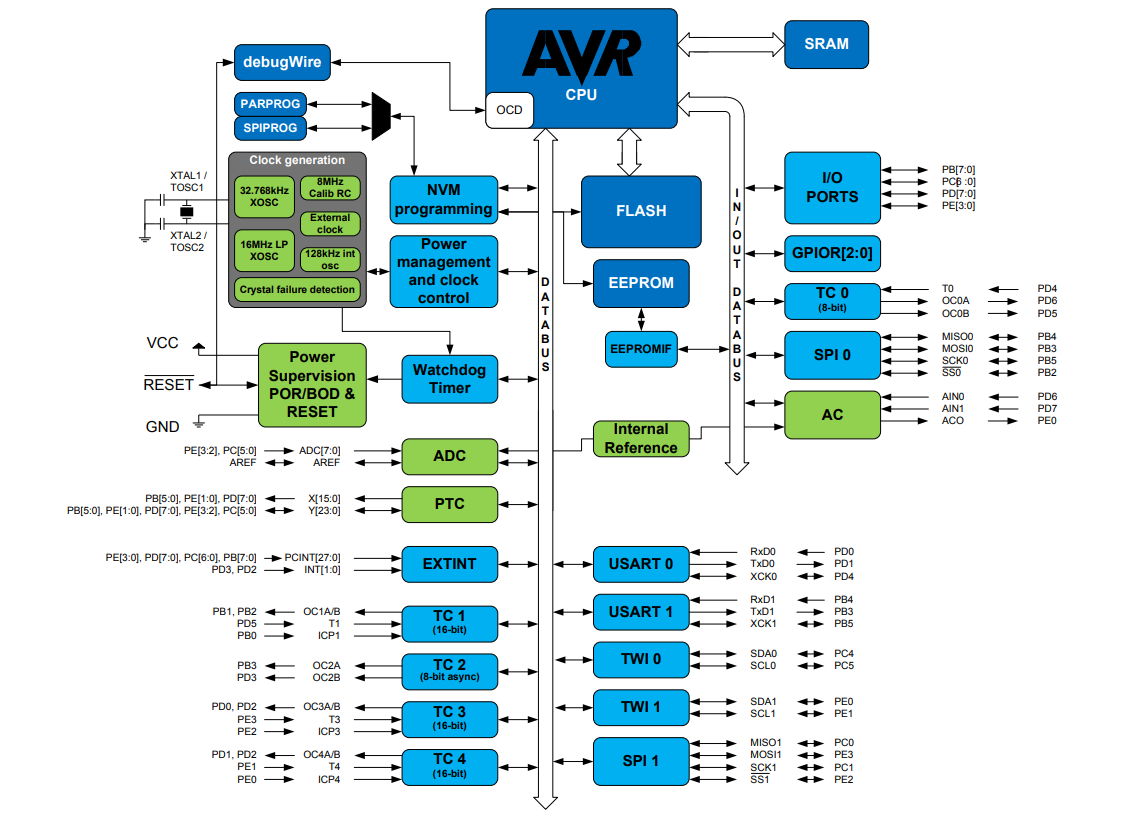 AVR
CPU
OCD
SRAM
debugWire
PARPROG
SPIPROG
Clock generation
32.768kHz
XOSC
8MHz
Calib RC
External
clock
16MHz LP
XOSC
128kHz int
osc
Crystal failure detection
XTAL1 /
TOSC1
XTAL2 /
TOSC2
NVM
programming
Power
management
and clock
control
FLASH
EEPROM
EEPROMIF
DATABUS
IN/OUT
DATABUS
I/O
PORTS
PB[7:0]
PD[7:0]
PE[3:0]
GPIOR[2:0]
TC 0
(8-bit)
T0 PD4
OC0A PD6
OC0B PD5
SPI 0
MISO0 PB4
MOSI0 PB3
SCK0 PB5
SS0 PB2
AC
AIN0 PD6
AIN1 PD7
ACO PE0
VCC
RESET
GND
Power
Supervision
POR/BOD &
RESET
Watchdog
Timer
Internal
Reference
PE[3:2], PC[5:0] ADC[7:0]
AREF AREF
ADC
PB[5:0], PE[1:0], PD[7:0] X[15:0]
PB[5:0], PE[1:0], PD[7:0], PE[3:2], PC[5:0] Y[23:0]
PTC
PE[3:0], PD[7:0], PC[6:0], PB[7:0] PCINT[27:0]
PD3, PD2 INT[1:0]
EXTINT
PB1, PB2 OC1A/B
PD5 T1
PB0 ICP1
TC 1
(16-bit)
PB3 OC2A
PD3 OC2B
TC 2
(8-bit async)
PD0, PD2 OC3A/B
PE3 T3
PE2 ICP3
TC 3
(16-bit)
PD1, PD2 OC4A/B
PE1 T4
PE0 ICP4
TC 4
(16-bit)
USART 0
RxD0 PD0
TxD0 PD1
XCK0 PD4
USART 1
RxD1 PB4
TxD1 PB3
XCK1 PB5
TWI 0
SDA0 PC4
SCL0 PC5
TWI 1
SDA1 PE0
SCL1 PE1
SPI 1
MISO1 PC0
MOSI1 PE3
SCK1 PC1
SS1 PE2